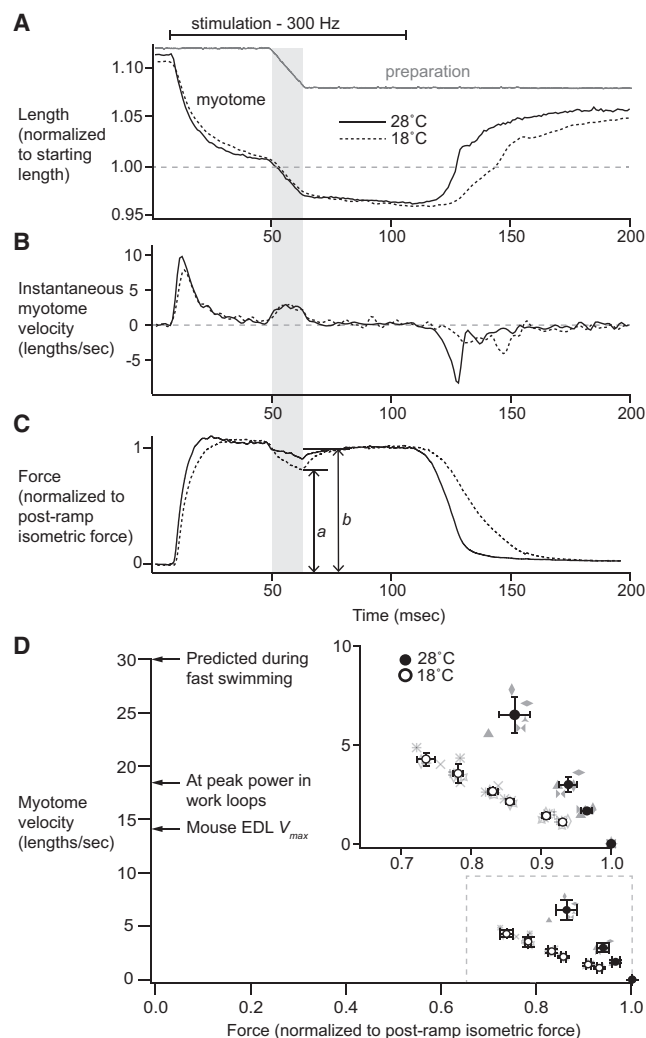 A
stimulation - 300 Hz
Length
(normalized
to starting
length)
1.10
1.05
1.00
0.95
myotome
preparation
28˚C
18˚C
50
100
150
200
B
Instantaneous
myotome
velocity
(lengths/sec)
10
5
0
-5
50
100
150
200
C
Force
(normalized to
post-ramp
isometric force)
1
0
a
b
50
100
150
200
Time (msec)
D
Myotome
velocity
(lengths/sec)
30
25
20
15
10
5
0
Predicted during
fast swimming
At peak power in
work loops
Mouse EDL Vmax
10
5
0
28˚C
18˚C
0.7
0.8
0.9
1.0
0.0
0.2
0.4
0.6
0.8
1.0
Force (normalized to post-ramp isometric force)